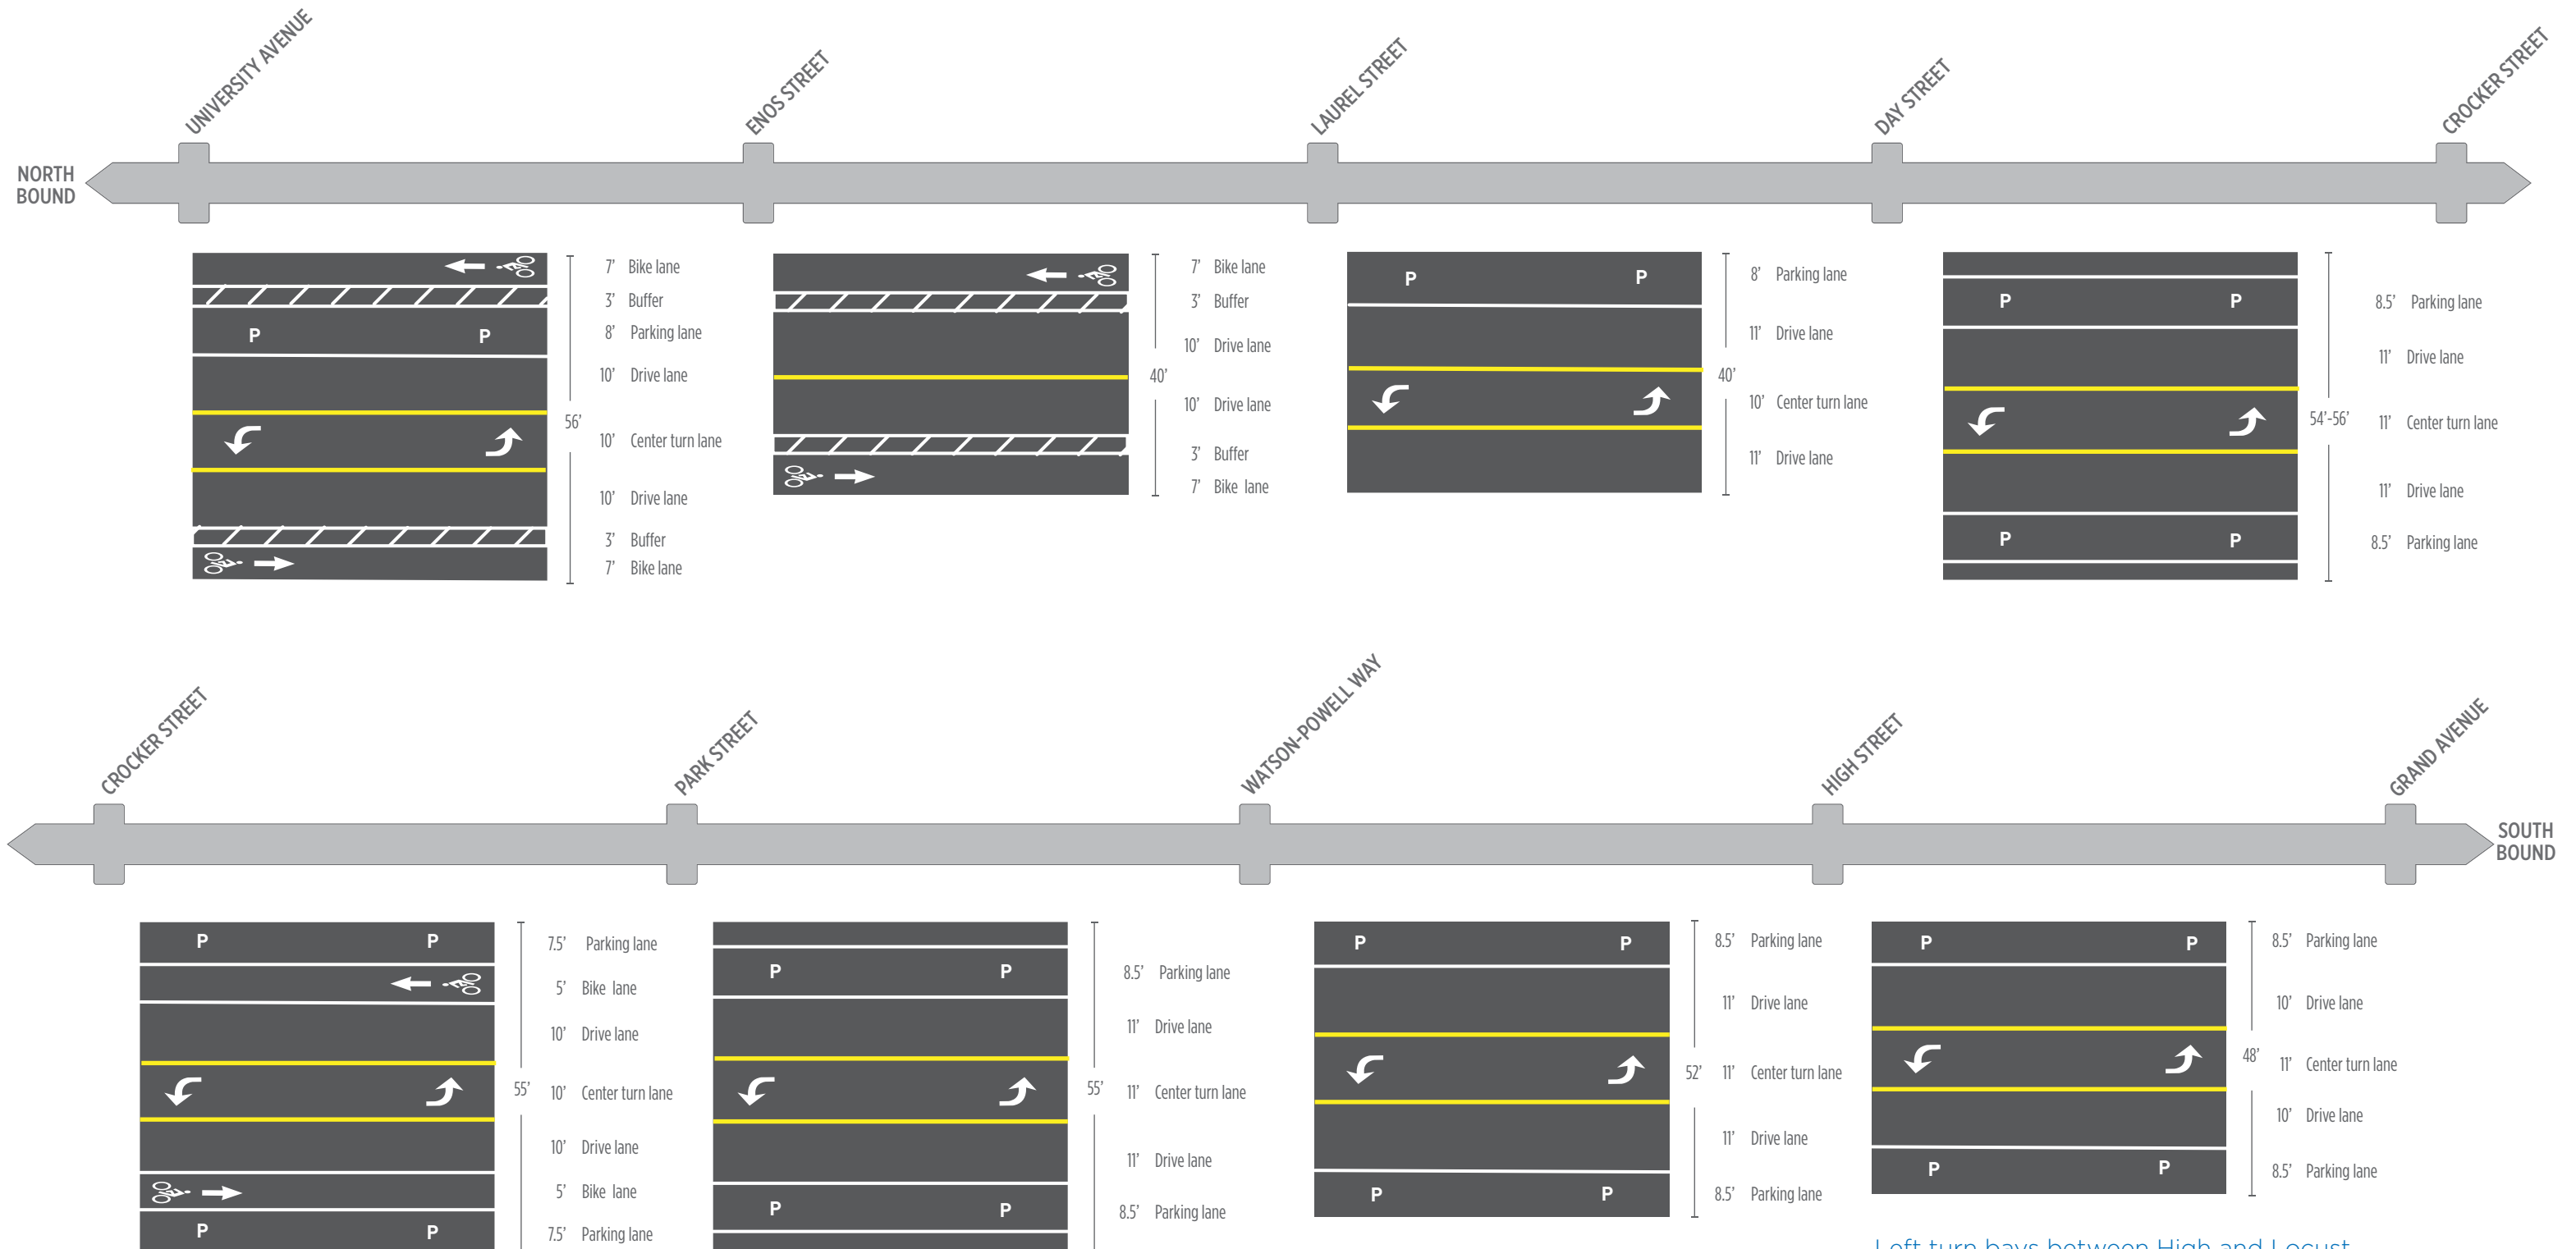 UNIVERSITY AVENUE
ENOS STREET
LAUREL STREET
DAY STREET
CROCKER STREET
NORTH
BOUND
7’ Bike lane
3’ Buffer
8’ Parking lane
10’ Drive lane
56’
10’ Center turn lane
10’ Drive lane
3’ Buffer
7’ Bike lane
P P
7’ Bike lane
3’ Buffer
10’ Drive lane
40’
10’ Drive lane
3’ Buffer
7’ Bike lane
P P
8’ Parking lane
11’ Drive lane
40’
10’ Center turn lane
11’ Drive lane
P P
8.5’ Parking lane
11’ Drive lane
54’-56’
11’ Center turn lane
11’ Drive lane
P P
8.5’ Parking lane
CROCKER STREET
PARK STREET
WATSON-POWELL WAY
HIGH STREET
GRAND AVENUE
SOUTH
BOUND
P P
7.5’ Parking lane
5’ Bike lane
10’ Drive lane
55’
10’ Center turn lane
10’ Drive lane
5’ Bike lane
P P
7.5’ Parking lane
P P
8.5’ Parking lane
11’ Drive lane
55’
11’ Center turn lane
11’ Drive lane
P P
8.5’ Parking lane
P P
8.5’ Parking lane
11’ Drive lane
52’
11’ Center turn lane
11’ Drive lane
P P
8.5’ Parking lane
P P
8.5’ Parking lane
10’ Drive lane
48’
11’ Center turn lane
10’ Drive lane
P P
8.5’ Parking lane
Left turn bays between High and Locust